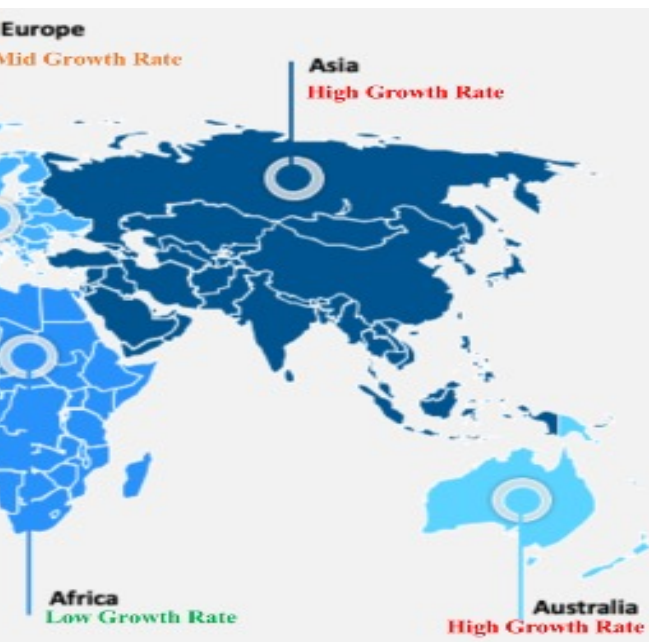 Europe
Mid Growth Rate
Asia
High Growth Rate
Africa
Low Growth Rate
Australia
High Growth Rate